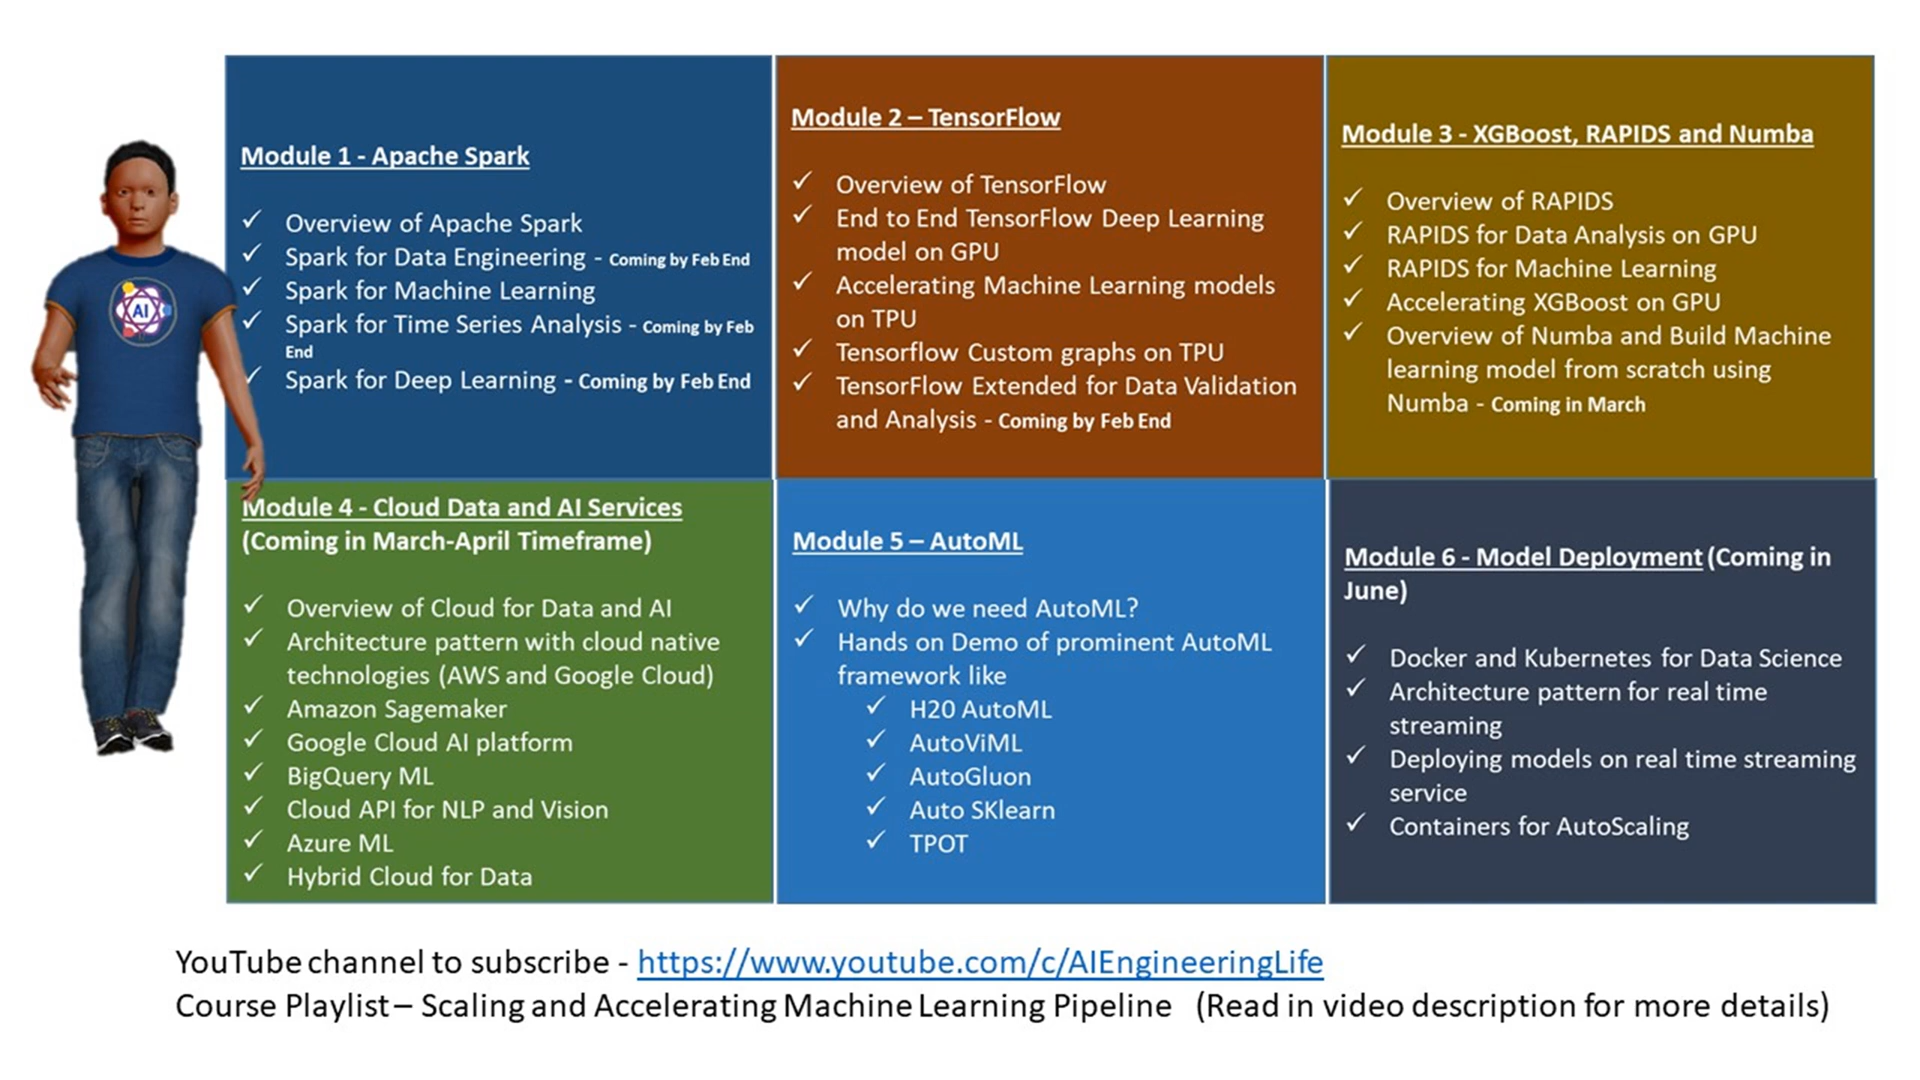 Module 1 - Apache Spark
✓ Overview of Apache Spark
✓ Spark for Data Engineering - Coming by Feb End
✓ Spark for Machine Learning
✓ Spark for Time Series Analysis - Coming by Feb
End
✓ Spark for Deep Learning - Coming by Feb End
Module 2 – TensorFlow
✓ Overview of TensorFlow
✓ End to End TensorFlow Deep Learning
model on GPU
✓ Accelerating Machine Learning models
on TPU
✓ Tensorflow Custom graphs on TPU
✓ TensorFlow Extended for Data Validation
and Analysis - Coming by Feb End
Module 3 - XGBoost, RAPIDS and Numba
✓ Overview of RAPIDS
✓ RAPIDS for Data Analysis on GPU
✓ RAPIDS for Machine Learning
✓ Accelerating XGBoost on GPU
✓ Overview of Numba and Build Machine
learning model from scratch using
Numba - Coming in March
AI
Module 4 - Cloud Data and AI Services
(Coming in March-April Timeframe)
✓ Overview of Cloud for Data and AI
✓ Architecture pattern with cloud native
technologies (AWS and Google Cloud)
✓ Amazon Sagemaker
✓ Google Cloud AI platform
✓ BigQuery ML
✓ Cloud API for NLP and Vision
✓ Azure ML
✓ Hybrid Cloud for Data
Module 5 – AutoML
✓ Why do we need AutoML?
✓ Hands on Demo of prominent AutoML
framework like
✓ H20 AutoML
✓ AutoViML
✓ AutoGluon
✓ Auto SKlearn
✓ TPOT
Module 6 - Model Deployment (Coming in
June)
✓ Docker and Kubernetes for Data Science
✓ Architecture pattern for real time
streaming
✓ Deploying models on real time streaming
service
✓ Containers for AutoScaling
YouTube channel to subscribe - https://www.youtube.com/c/AIEngineeringLife
Course Playlist – Scaling and Accelerating Machine Learning Pipeline (Read in video description for more details)